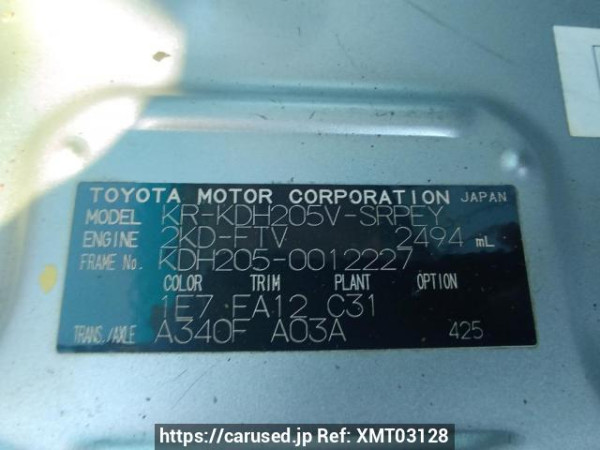 TOYOTA MOTOR CORPORATION JAPAN
MODEL KR-KDH205V-SRPEY
ENGINE 2KD-FTV 2494 mL
FRAME No. KDH205-0012227
COLOR TRIM PLANT OPTION
1E7 FA12 C31
TRANS./AXLE A340F A03A 425
https://carused.jp Ref: XMT03128